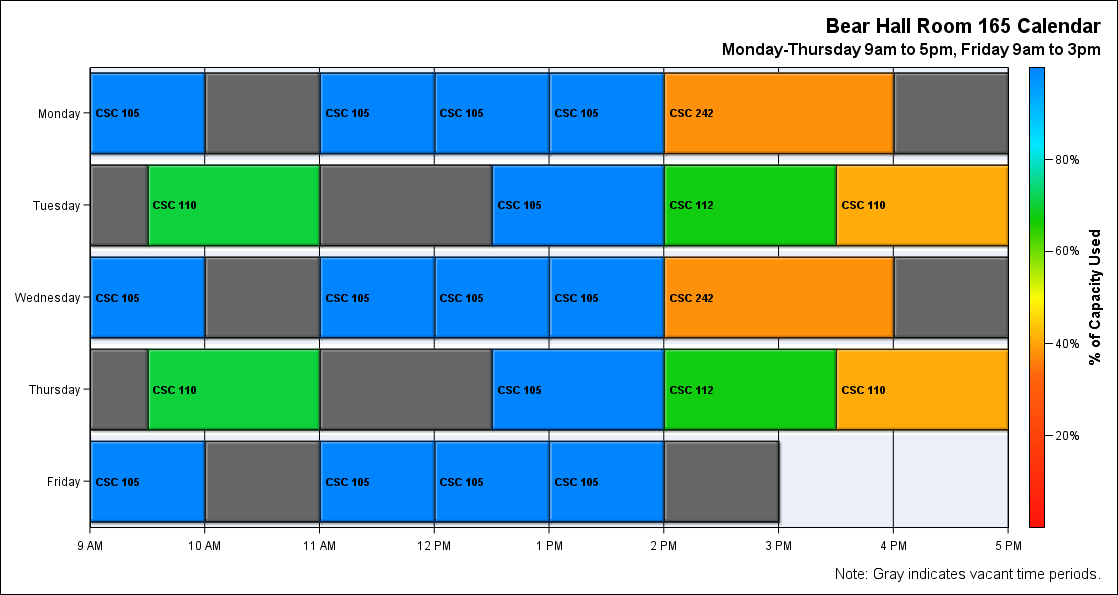 Bear Hall Room 165 Calendar
Monday-Thursday 9am to 5pm, Friday 9am to 3pm
Monday
CSC 105
CSC 105
CSC 105
CSC 105
CSC 242
Tuesday
CSC 110
CSC 105
CSC 112
CSC 110
Wednesday
CSC 105
CSC 105
CSC 105
CSC 105
CSC 242
Thursday
CSC 110
CSC 105
CSC 112
CSC 110
Friday
CSC 105
CSC 105
CSC 105
CSC 105
9 AM
10 AM
11 AM
12 PM
1 PM
2 PM
3 PM
4 PM
5 PM
80%
60%
40%
20%
% of Capacity Used
Note: Gray indicates vacant time periods.